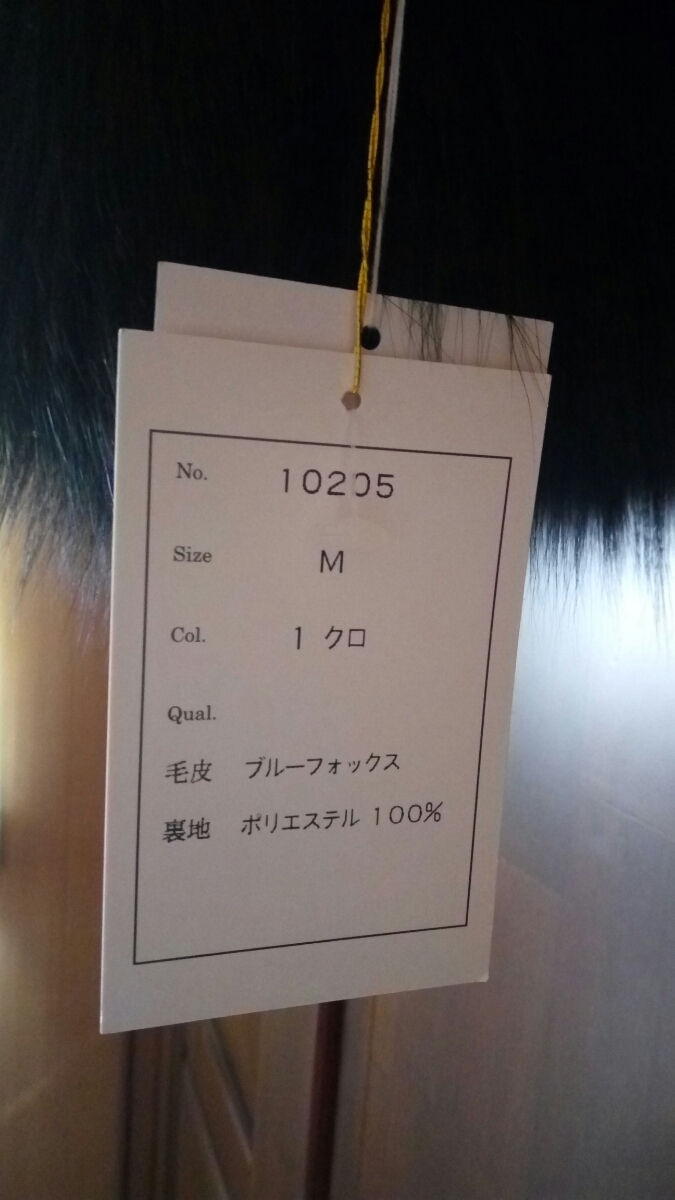 No. 10205
Size M
Col. 1 クロ
Qual.
毛皮 ブルーフォックス
裏地 ポリエステル 100%